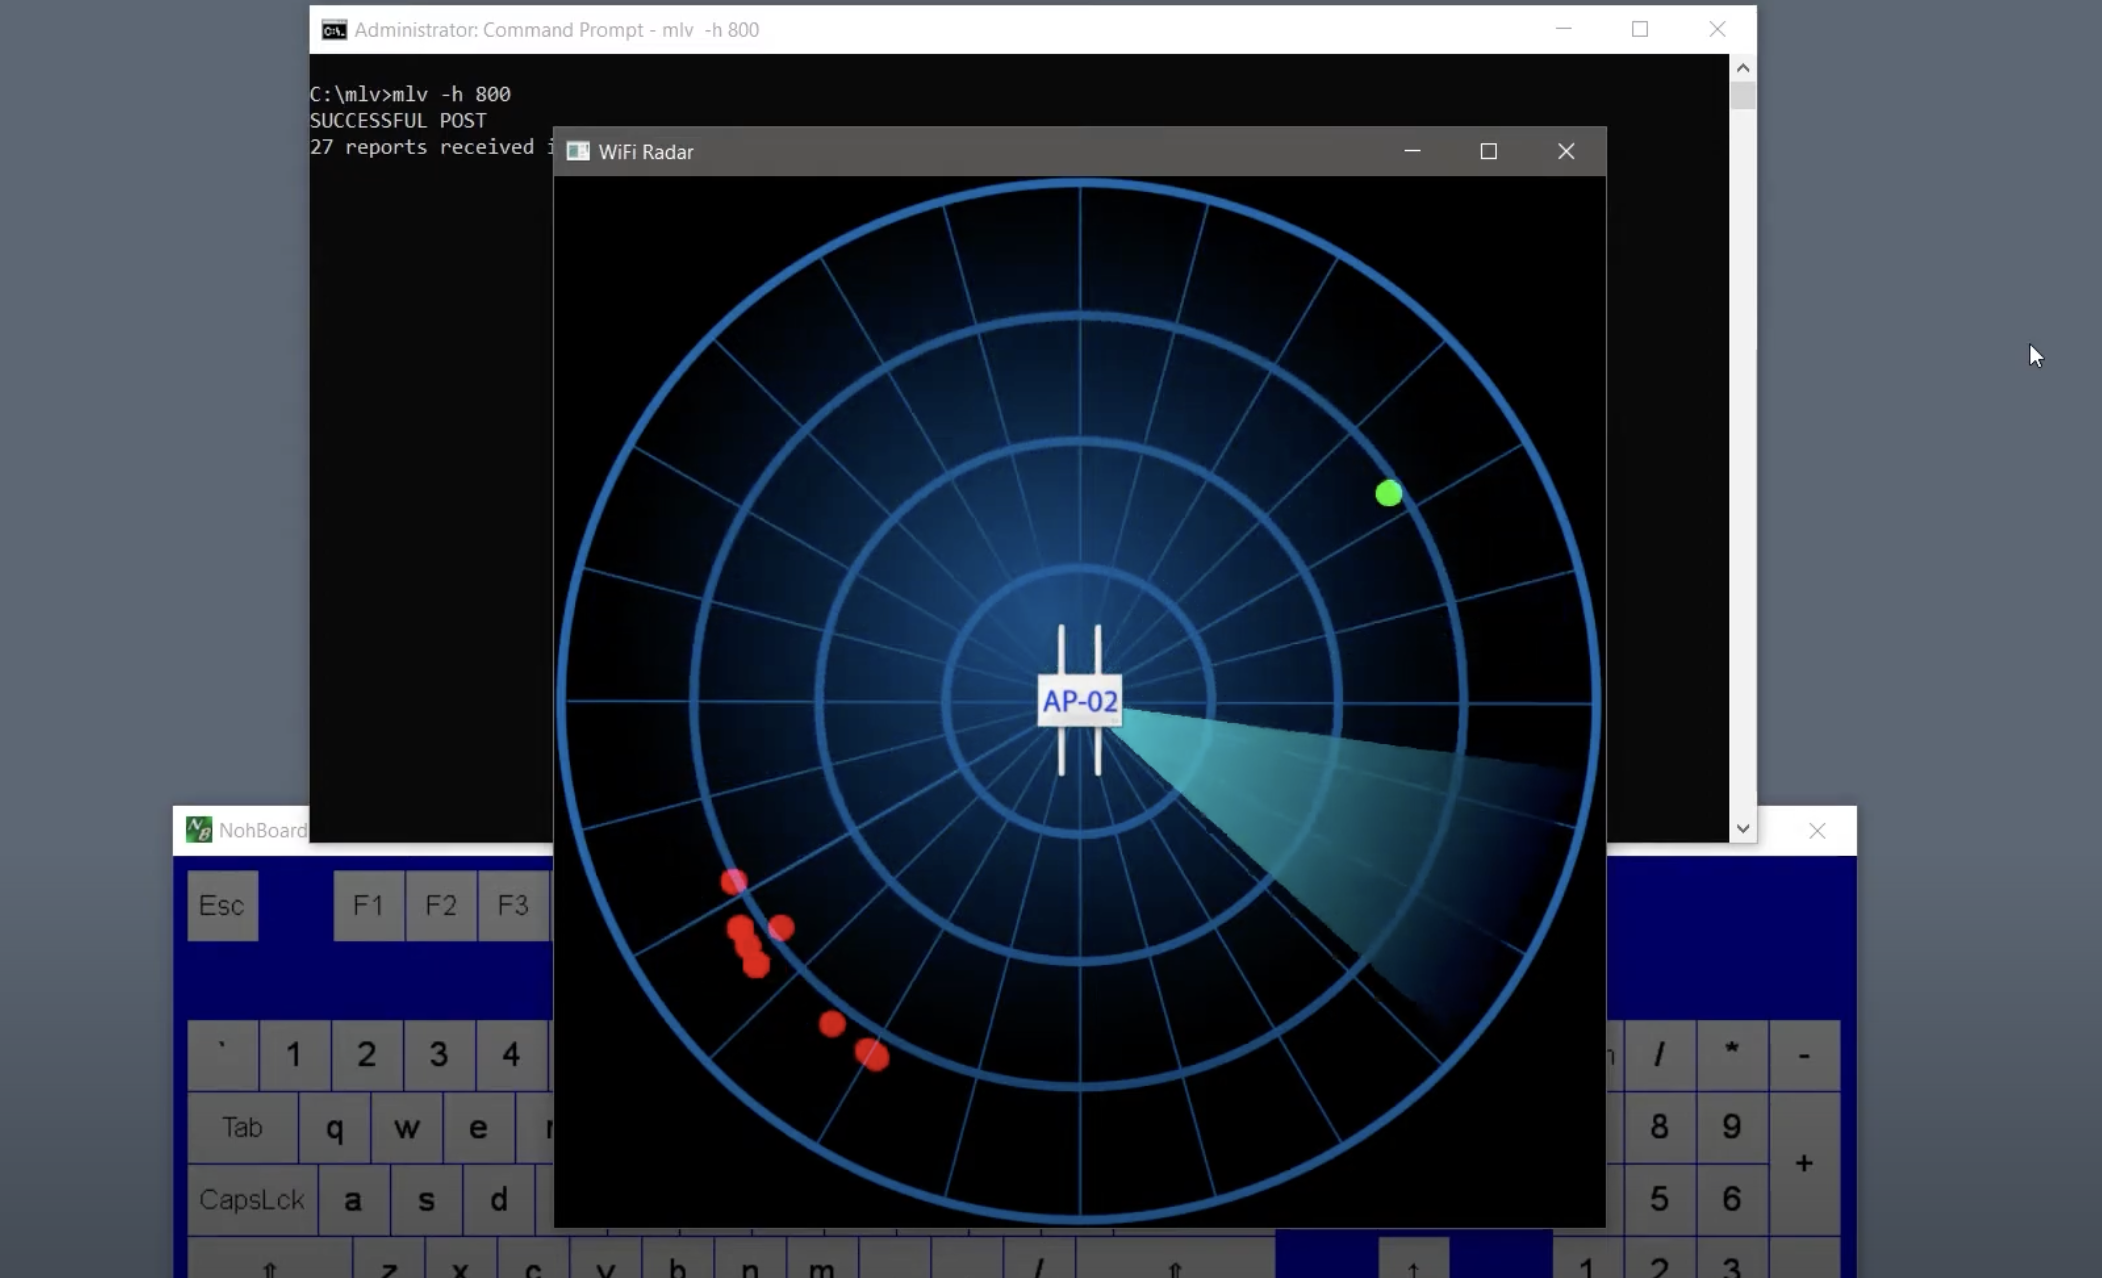 Administrator: Command Prompt - mlv -h 800
C:\mlv>mlv -h 800
SUCCESSFUL POST
27 reports received
WiFi Radar
AP-02
NohBoard
Esc F1 F2 F3
` 1 2 3 4 / * -
Tab q w e 8 9
+
CapsLck a s d 5 6
⇑ z x c v b n m / ⇑ ↑ 1 2 3